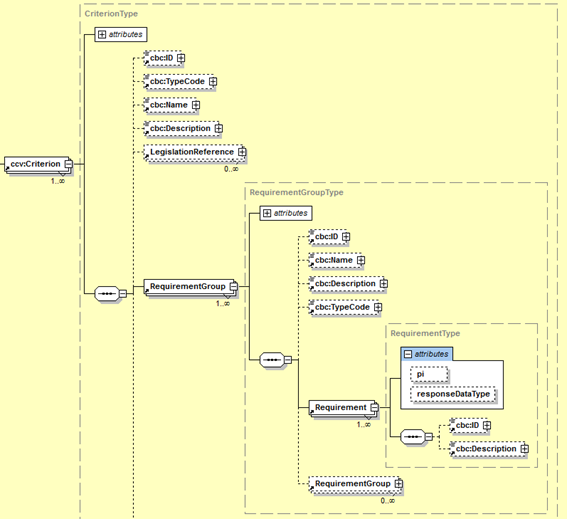 CriterionType
attributes
cbc:ID
cbc:TypeCode
cbc:Name
cbc:Description
LegislationReference
0..∞
ccv:Criterion
1..∞
RequirementGroupType
attributes
cbc:ID
cbc:Name
cbc:Description
cbc:TypeCode
RequirementGroup
1..∞
RequirementType
attributes
pi
responseDataType
Requirement
1..∞
cbc:ID
cbc:Description
RequirementGroup
0..∞